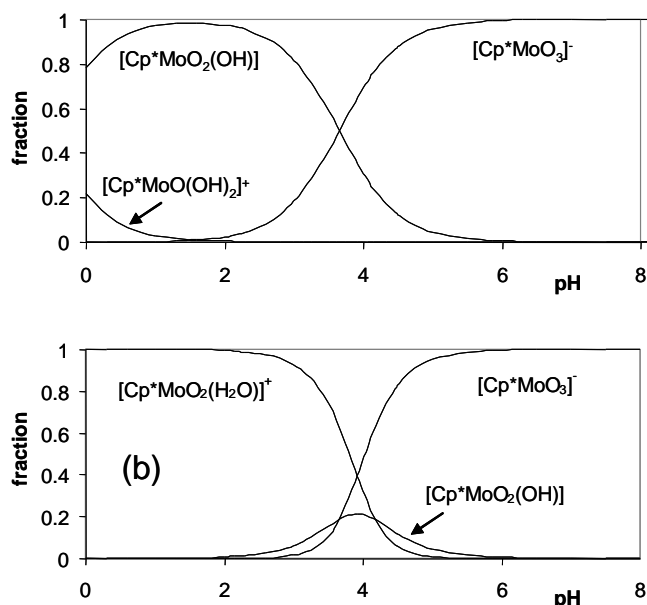 1
[Cp*MoO₂(OH)]
[Cp*MoO₃]⁻
0.8
0.6
fraction
0.4
[Cp*MoO(OH)₂]⁺
0.2
0
0 2 4 6 8
pH
1
[Cp*MoO₂(H₂O)]⁺
[Cp*MoO₃]⁻
0.8
0.6
fraction
(b)
0.4
[Cp*MoO₂(OH)]
0.2
0
0 2 4 6 8
pH